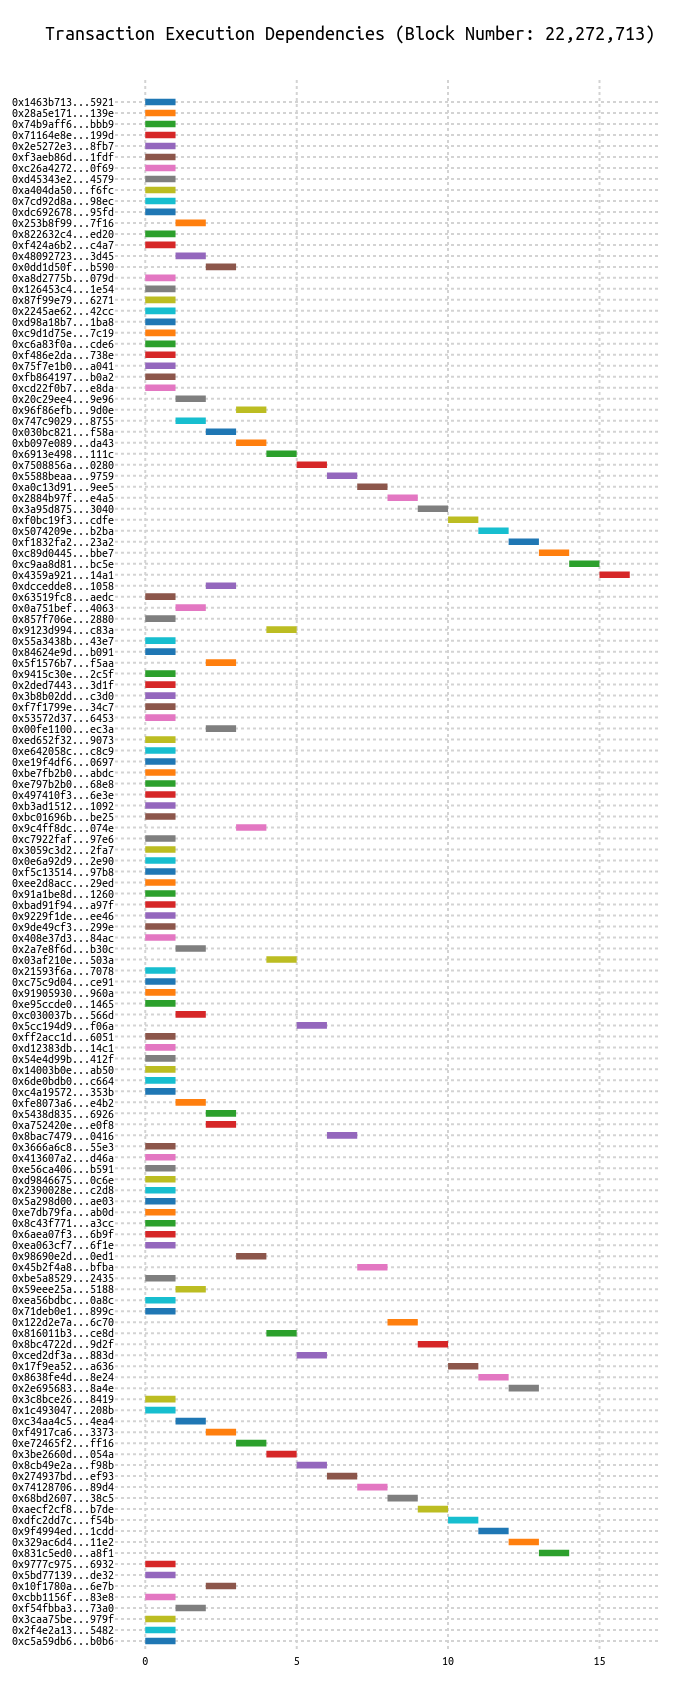 Transaction Execution Dependencies (Block Number: 22,272,713)
0x1463b713...5921
0x28a5e171...139e
0x74b9aff6...bbb9
0x71164e8e...199d
0x2e5272e3...8fb7
0xf3aeb86d...1fdf
0xc26a4272...0f69
0xd45343e2...4579
0xa404da50...f6fc
0x7cd92d8a...98ec
0xdc692678...95fd
0x253b8f99...7f16
0x822632c4...ed20
0xf424a6b2...c4a7
0x48092723...3d45
0x0dd1d50f...b590
0xa8d2775b...079d
0x126453c4...1e54
0x87f99e79...6271
0x2245ae62...42cc
0xd98a18b7...1ba8
0xc9d1d75e...7c19
0xc6a83f0a...cde6
0xf486e2da...738e
0x75f7e1b0...a041
0xfb864197...b0a2
0xcd22f0b7...e8da
0x20c29ee4...9e96
0x96f86efb...9d0e
0x747c9029...8755
0x030bc821...f58a
0xb097e089...da43
0x6913e498...111c
0x7508856a...0280
0x5588beaa...9759
0xa0c13d91...9ee5
0x2884b97f...e4a5
0x3a95d875...3040
0xf0bc19f3...cdfe
0x5074209e...b2ba
0xf1832fa2...23a2
0xc89d0445...bbe7
0xc9aa8d81...bc5e
0x4359a921...14a1
0xdccedde8...1058
0x63519fc8...aedc
0x0a751bef...4063
0x857f706e...2880
0x9123d994...c83a
0x55a3438b...43e7
0x84624e9d...b091
0x5f1576b7...f5aa
0x9415c30e...2c5f
0x2ded7443...3d1f
0x3b8b02dd...c3d0
0xf7f1799e...34c7
0x53572d37...6453
0x00fe1100...ec3a
0xed652f32...9073
0xe642058c...c8c9
0xe19f4df6...0697
0xbe7fb2b0...abdc
0xe797b2b0...68e8
0x497410f3...6e3e
0xb3ad1512...1092
0xbc01696b...be25
0x9c4ff8dc...074e
0xc7922faf...97e6
0x3059c3d2...2fa7
0x0e6a92d9...2e90
0xf5c13514...97b8
0xee2d8acc...29ed
0x91a1be8d...1260
0xbad91f94...a97f
0x9229f1de...ee46
0x9de49cf3...299e
0x408e37d3...84ac
0x2a7e8f6d...b30c
0x03af210e...503a
0x21593f6a...7078
0xc75c9d04...ce91
0x91905930...960a
0xe95ccde0...1465
0xc030037b...566d
0x5cc194d9...f06a
0xff2acc1d...6051
0xd12383db...14c1
0x54e4d99b...412f
0x14003b0e...ab50
0x6de0bdb0...c664
0xc4a19572...353b
0xfe8073a6...e4b2
0x5438d835...6926
0xa752420e...e0f8
0x8bac7479...0416
0x3666a6c8...55e3
0x413607a2...d46a
0xe56ca406...b591
0xd9846675...0c6e
0x2390028e...c2d8
0x5a298d00...ae03
0xe7db79fa...ab0d
0x8c43f771...a3cc
0x6aea07f3...6b9f
0xea063cf7...6f1e
0x98690e2d...0ed1
0x45b2f4a8...bfba
0xbe5a8529...2435
0x59eee25a...5188
0xea56bdbc...0a8c
0x71deb0e1...899c
0x122d2e7a...6c70
0x816011b3...ce8d
0x8bc4722d...9d2f
0xced2df3a...883d
0x17f9ea52...a636
0x8638fe4d...8e24
0x2e695683...8a4e
0x3c8bce26...8419
0x1c493047...208b
0xc34aa4c5...4ea4
0xf4917ca6...3373
0xe72465f2...ff16
0x3be2660d...054a
0x8cb49e2a...f98b
0x274937bd...ef93
0x74128706...89d4
0x68bd2607...38c5
0xaecf2cf8...b7de
0xdfc2dd7c...f54b
0x9f4994ed...1cdd
0x329ac6d4...11e2
0x831c5ed0...a8f1
0x9777c975...6932
0x5bd77139...de32
0x10f1780a...6e7b
0xcbb1156f...83e8
0xf54fbba3...73a0
0x3caa75be...979f
0x2f4e2a13...5482
0xc5a59db6...b0b6
0 5 10 15